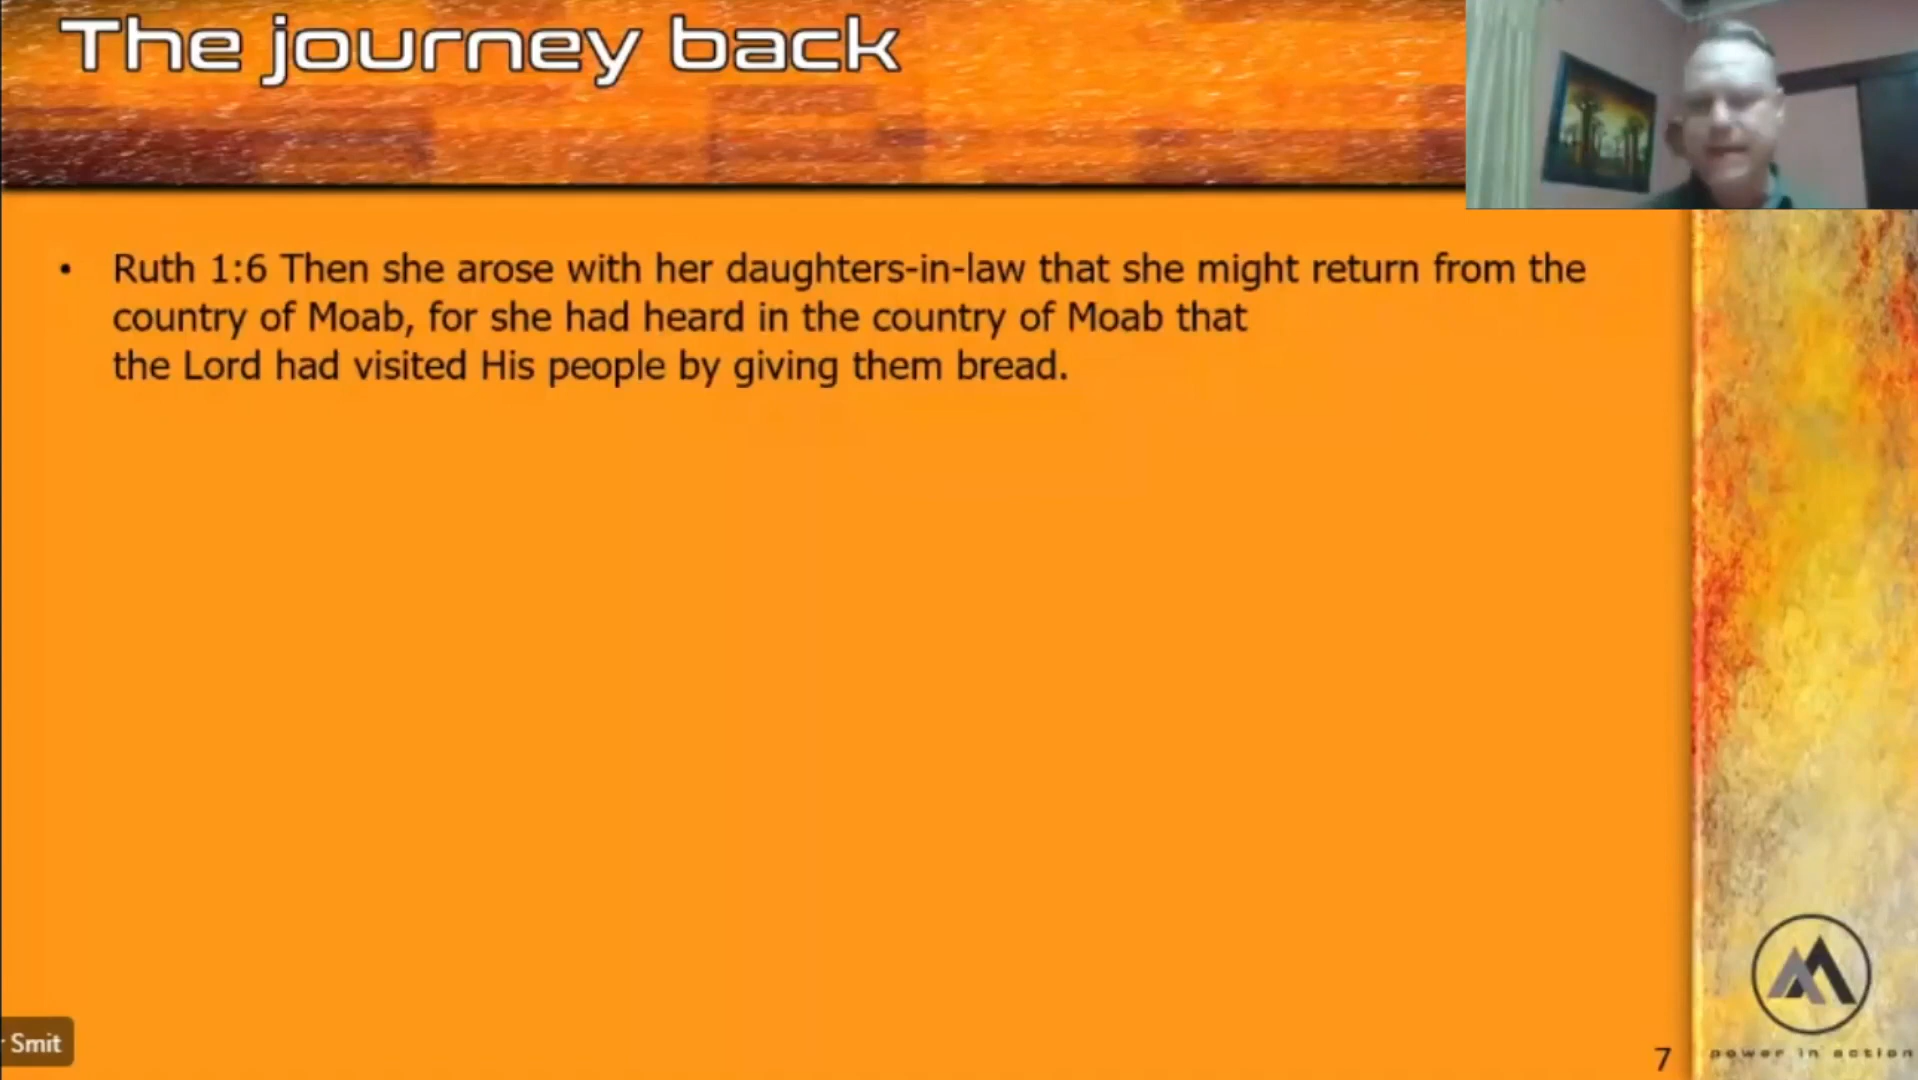 The journey back
• Ruth 1:6 Then she arose with her daughters-in-law that she might return from the
country of Moab, for she had heard in the country of Moab that
the Lord had visited His people by giving them bread.
Smit
7
power in action